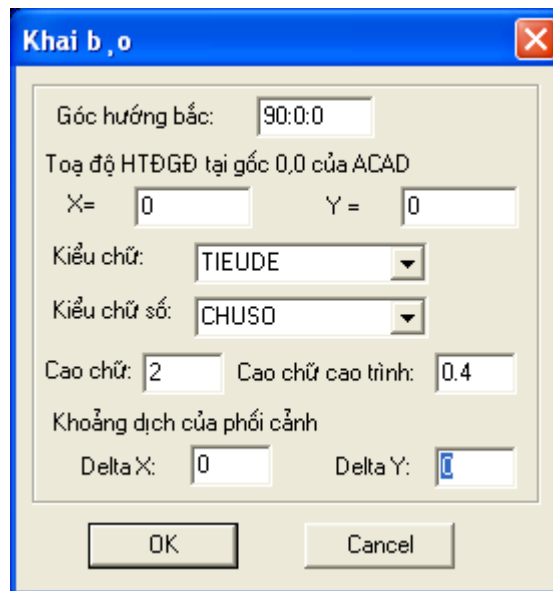 Khai b¸o
Góc hướng bắc: 90:0:0
Toạ độ HTĐGĐ tại gốc 0,0 của ACAD
X= 0 Y = 0
Kiểu chữ: TIEUDE
Kiểu chữ số: CHUSO
Cao chữ: 2 Cao chữ cao trình: 0.4
Khoảng dịch của phối cảnh
Delta X: 0 Delta Y: 0
OK Cancel